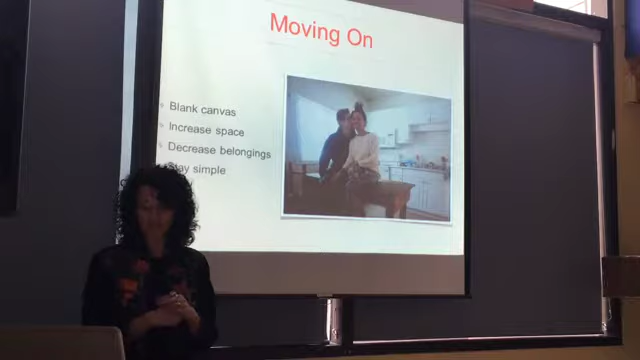 Moving On
Blank canvas
Increase space
Decrease belongings
Stay simple